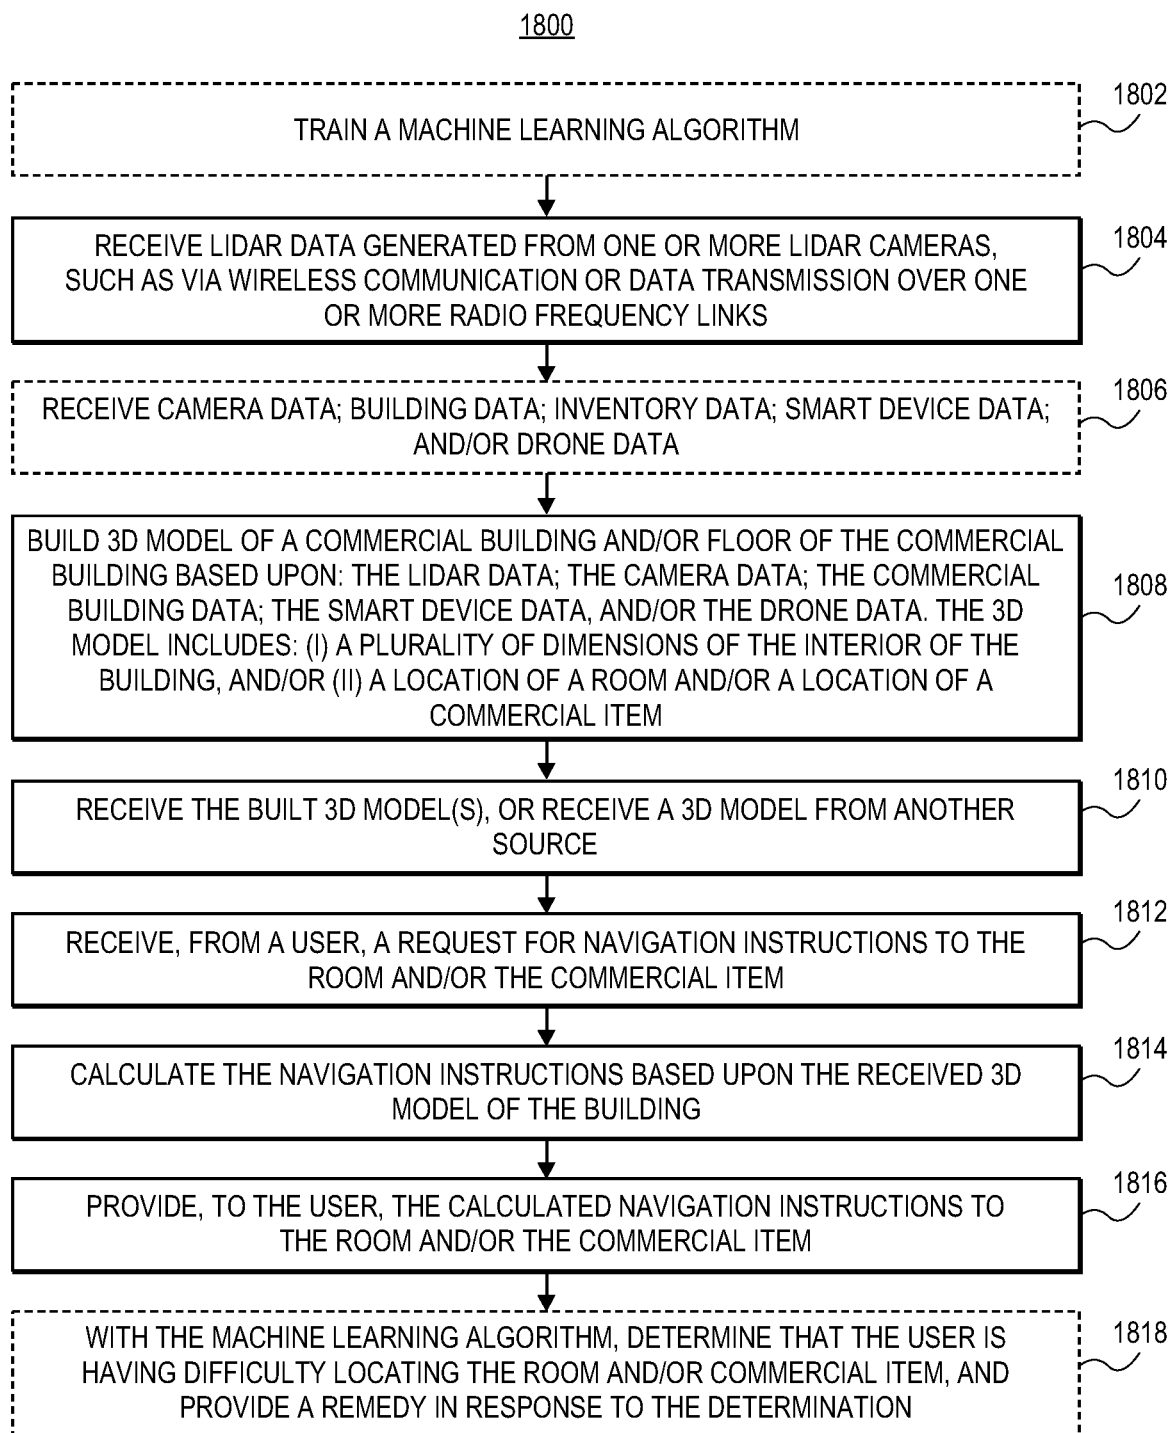 1800
1802
TRAIN A MACHINE LEARNING ALGORITHM
1804
RECEIVE LIDAR DATA GENERATED FROM ONE OR MORE LIDAR CAMERAS,
SUCH AS VIA WIRELESS COMMUNICATION OR DATA TRANSMISSION OVER ONE
OR MORE RADIO FREQUENCY LINKS
1806
RECEIVE CAMERA DATA; BUILDING DATA; INVENTORY DATA; SMART DEVICE DATA;
AND/OR DRONE DATA
1808
BUILD 3D MODEL OF A COMMERCIAL BUILDING AND/OR FLOOR OF THE COMMERCIAL
BUILDING BASED UPON: THE LIDAR DATA; THE CAMERA DATA; THE COMMERCIAL
BUILDING DATA; THE SMART DEVICE DATA, AND/OR THE DRONE DATA. THE 3D
MODEL INCLUDES: (I) A PLURALITY OF DIMENSIONS OF THE INTERIOR OF THE
BUILDING, AND/OR (II) A LOCATION OF A ROOM AND/OR A LOCATION OF A
COMMERCIAL ITEM
1810
RECEIVE THE BUILT 3D MODEL(S), OR RECEIVE A 3D MODEL FROM ANOTHER
SOURCE
1812
RECEIVE, FROM A USER, A REQUEST FOR NAVIGATION INSTRUCTIONS TO THE
ROOM AND/OR THE COMMERCIAL ITEM
1814
CALCULATE THE NAVIGATION INSTRUCTIONS BASED UPON THE RECEIVED 3D
MODEL OF THE BUILDING
1816
PROVIDE, TO THE USER, THE CALCULATED NAVIGATION INSTRUCTIONS TO
THE ROOM AND/OR THE COMMERCIAL ITEM
1818
WITH THE MACHINE LEARNING ALGORITHM, DETERMINE THAT THE USER IS
HAVING DIFFICULTY LOCATING THE ROOM AND/OR COMMERCIAL ITEM, AND
PROVIDE A REMEDY IN RESPONSE TO THE DETERMINATION